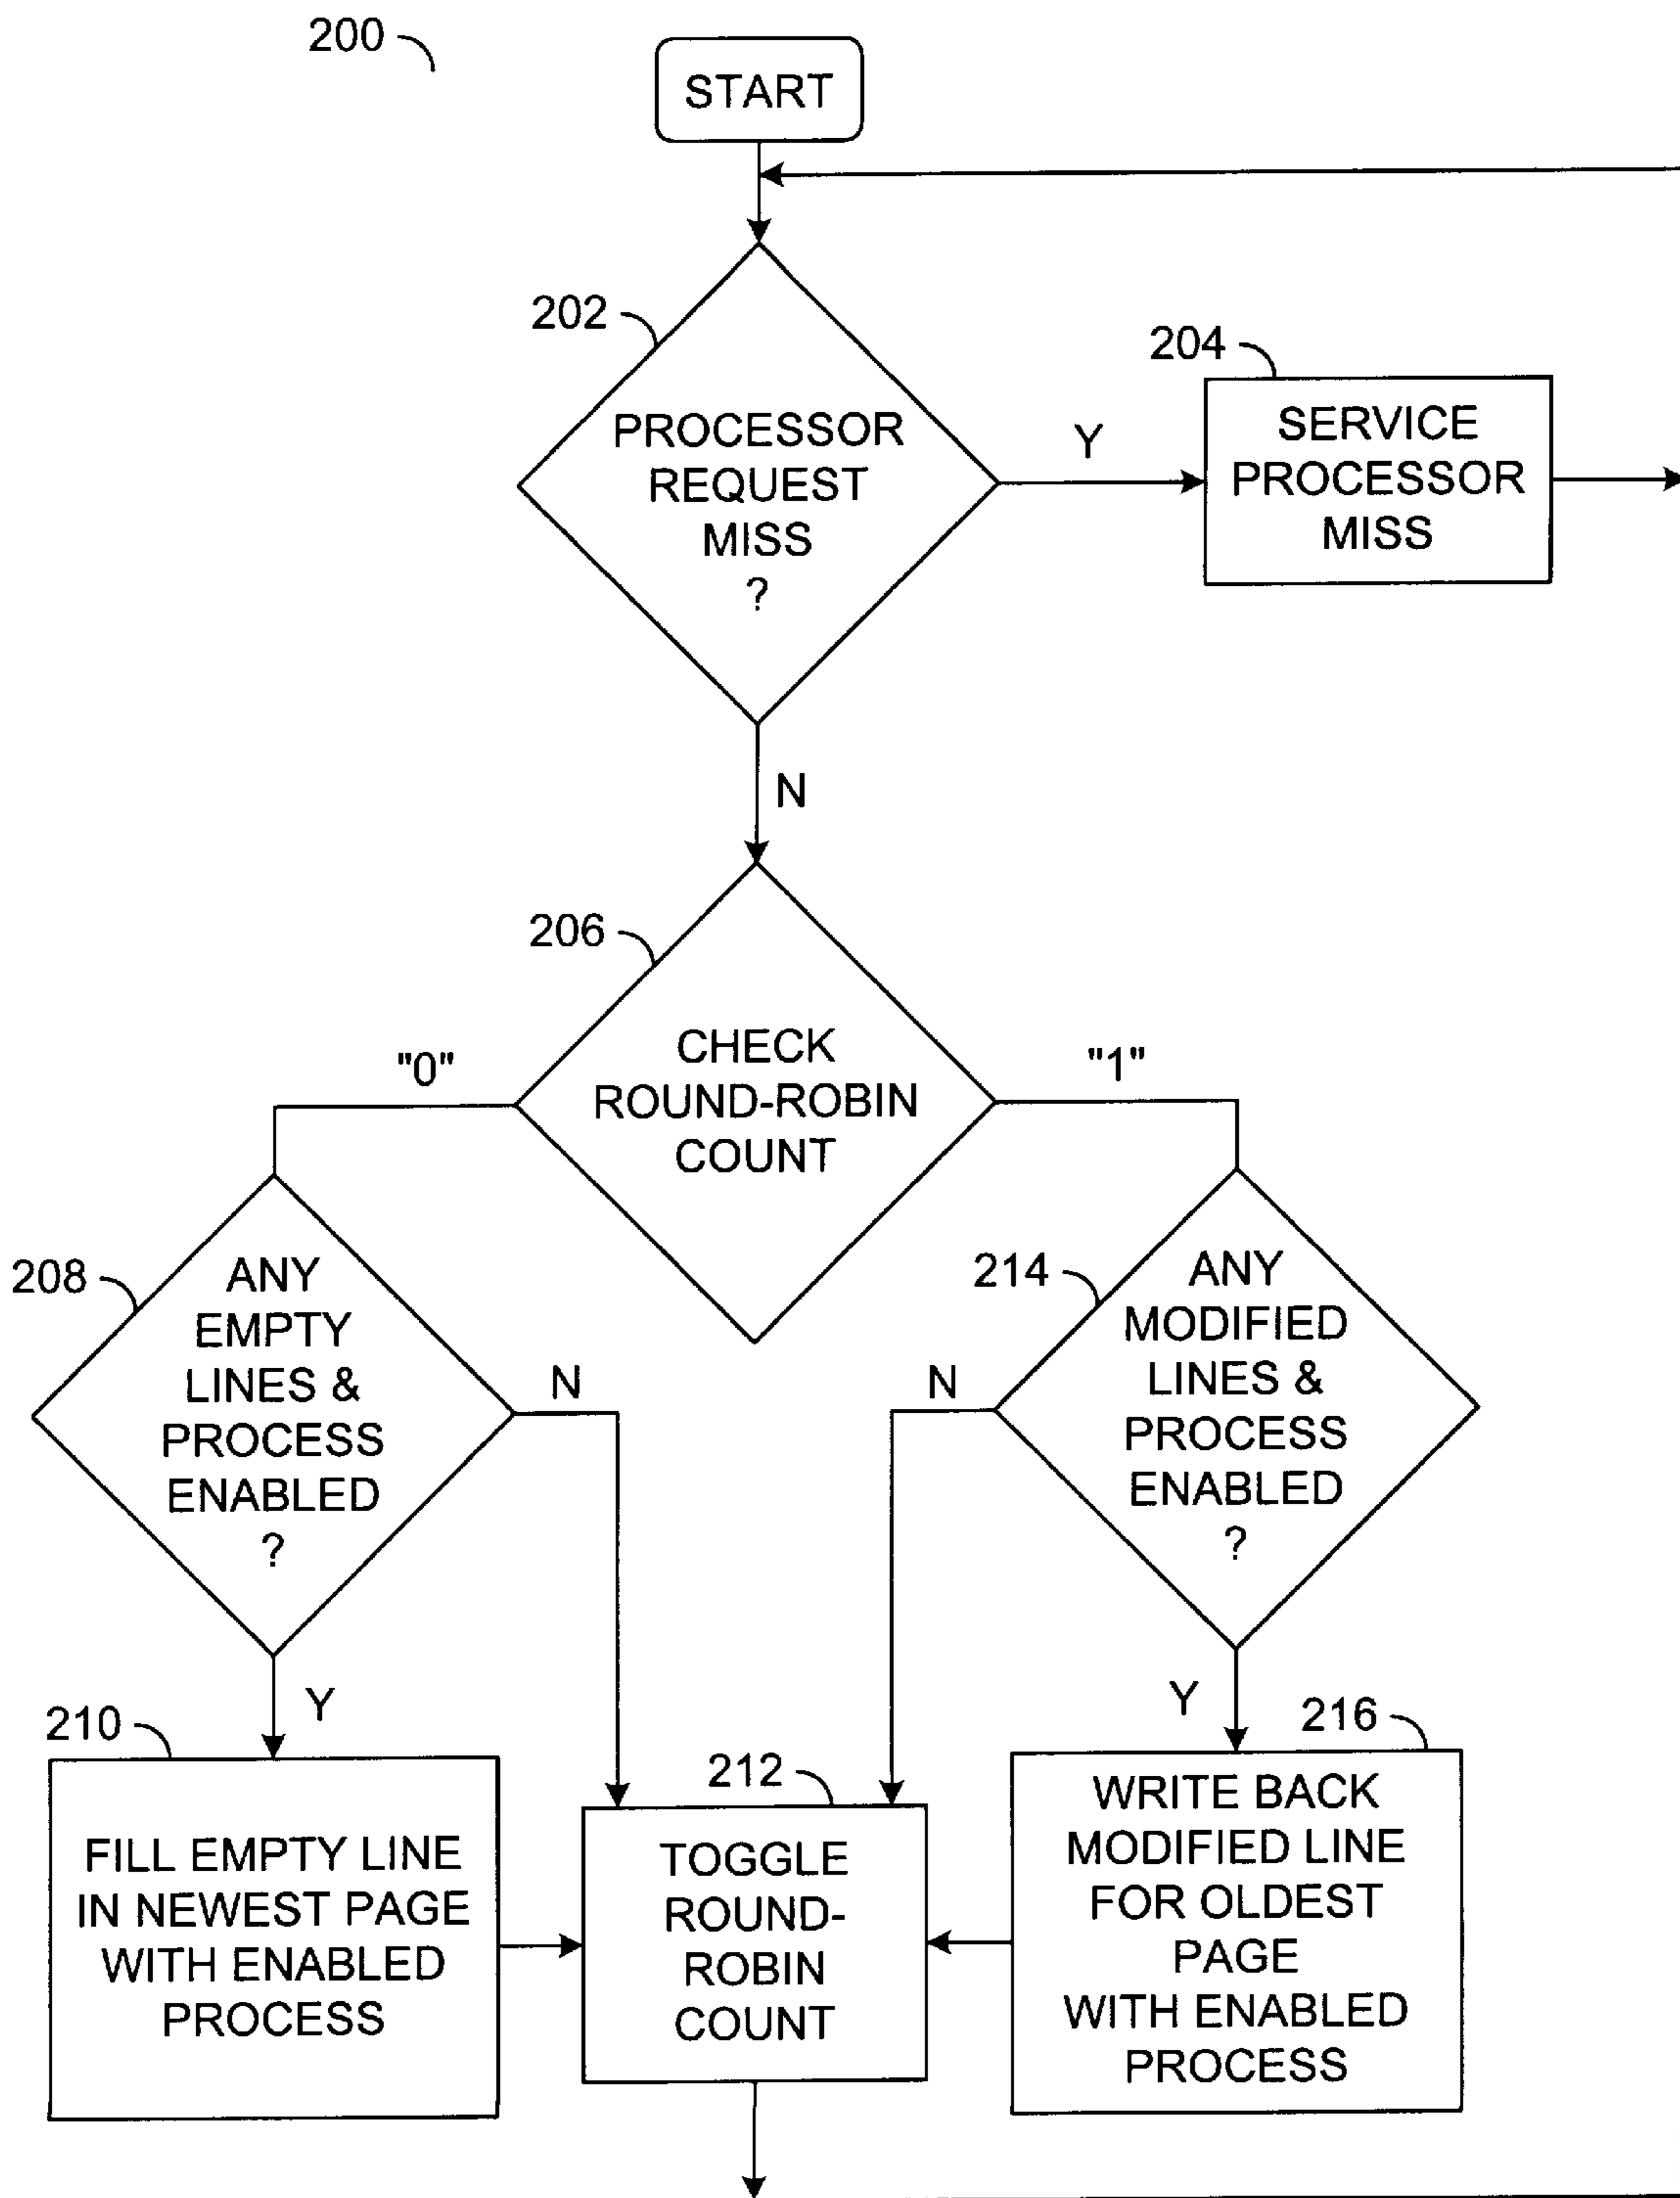 200
START
202
PROCESSOR
REQUEST
MISS
?
Y
204
SERVICE
PROCESSOR
MISS
N
206
CHECK
ROUND-ROBIN
COUNT
"0"
"1"
208
ANY
EMPTY
LINES &
PROCESS
ENABLED
?
N
Y
214
ANY
MODIFIED
LINES &
PROCESS
ENABLED
?
N
Y
210
FILL EMPTY LINE
IN NEWEST PAGE
WITH ENABLED
PROCESS
212
TOGGLE
ROUND-
ROBIN
COUNT
216
WRITE BACK
MODIFIED LINE
FOR OLDEST
PAGE
WITH ENABLED
PROCESS